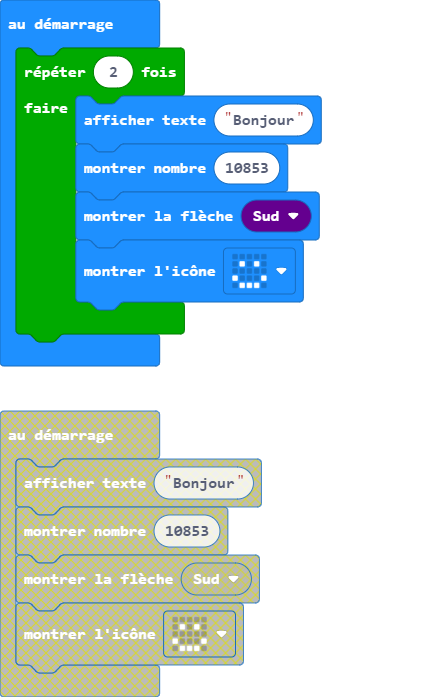 au démarrage
répéter 2 fois
faire
afficher texte "Bonjour"
montrer nombre 10853
montrer la flèche Sud
montrer l'icône
au démarrage
afficher texte "Bonjour"
montrer nombre 10853
montrer la flèche Sud
montrer l'icône